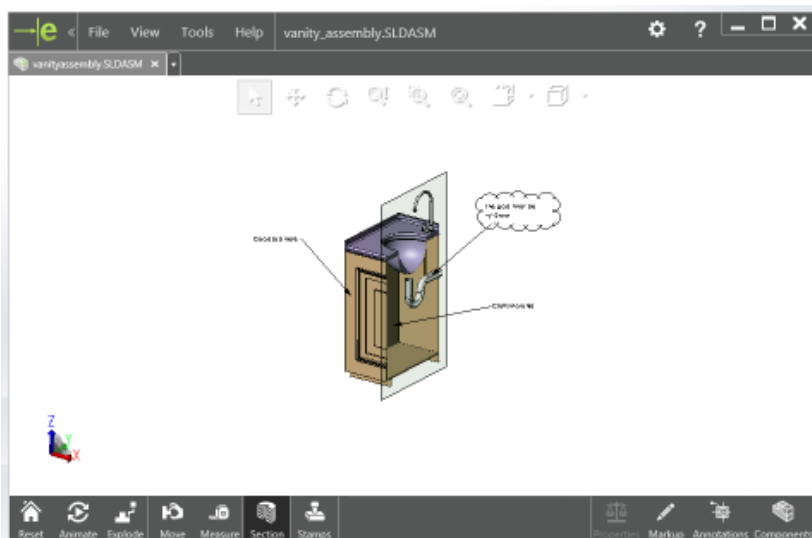 e File View Tools Help vanity_assembly.SLDASM ?
vanityassembly.SLDASM
Z
Y
X
Reset Animate Explode Move Measure Section Stamps Properties Markup Annotations Components